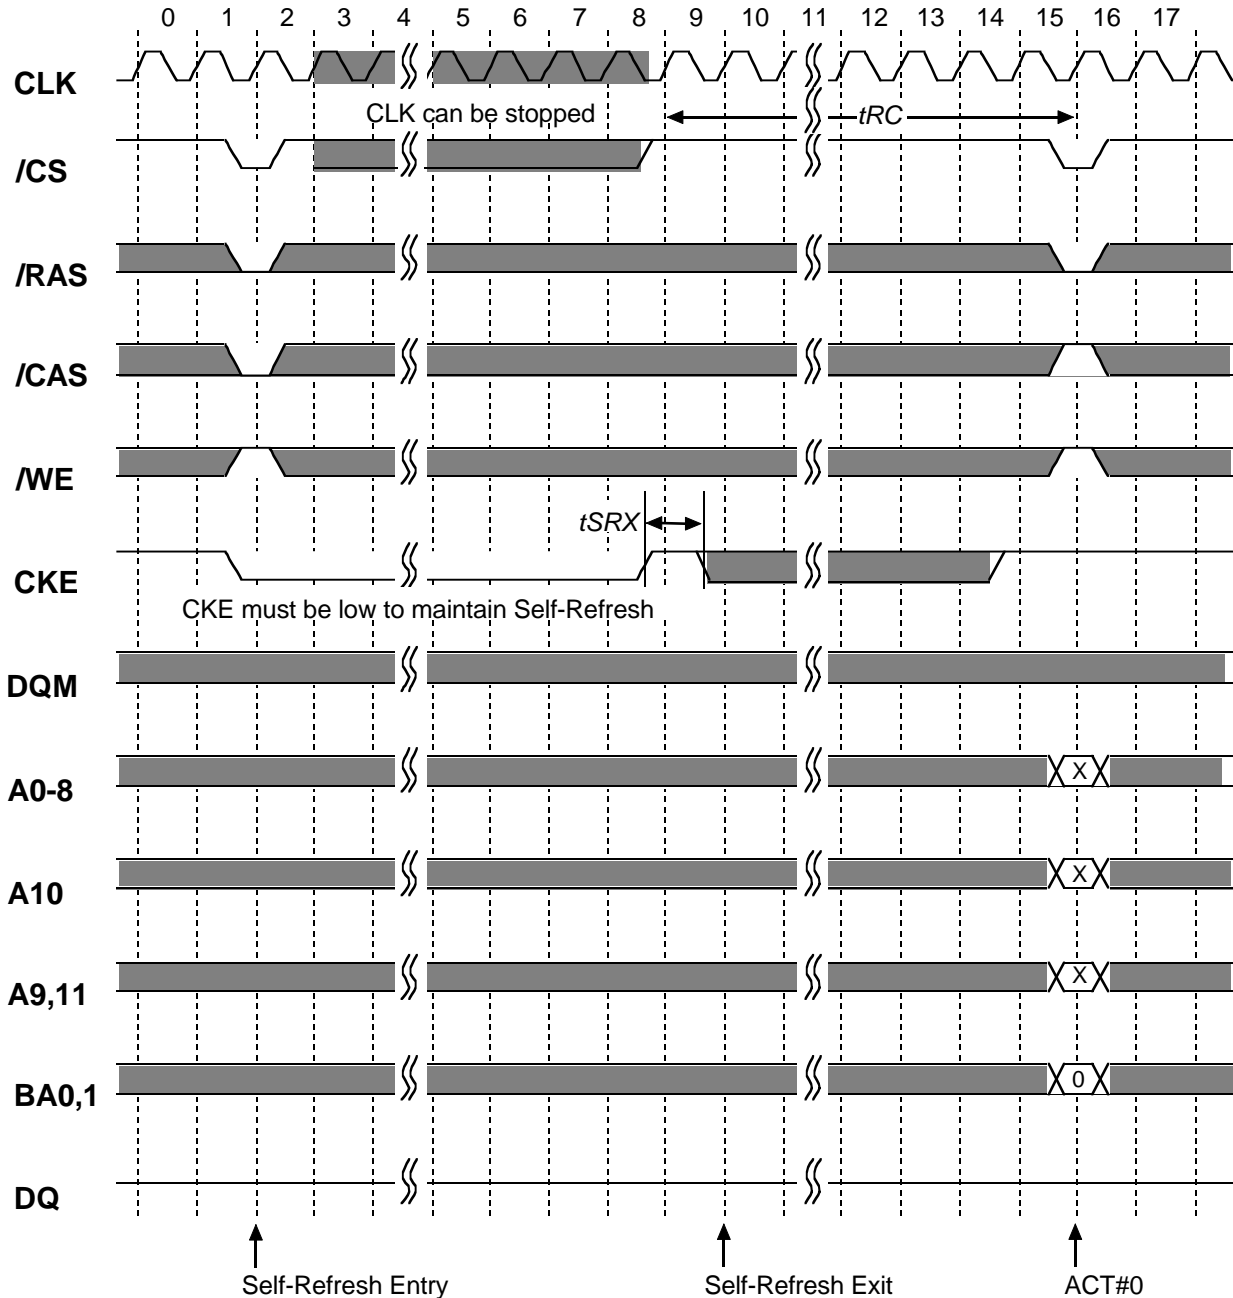 0 1 2 3 4 5 6 7 8 9 10 11 12 13 14 15 16 17
CLK
CLK can be stopped
tRC
/CS
/RAS
/CAS
/WE
tSRX
CKE
CKE must be low to maintain Self-Refresh
DQM
A0-8
X
A10
X
A9,11
X
BA0,1
0
DQ
Self-Refresh Entry Self-Refresh Exit ACT#0